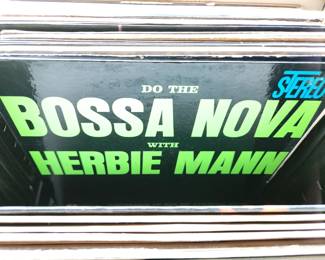 DO THE
STEREO
BOSSA NOVA
WITH
HERBIE MANN